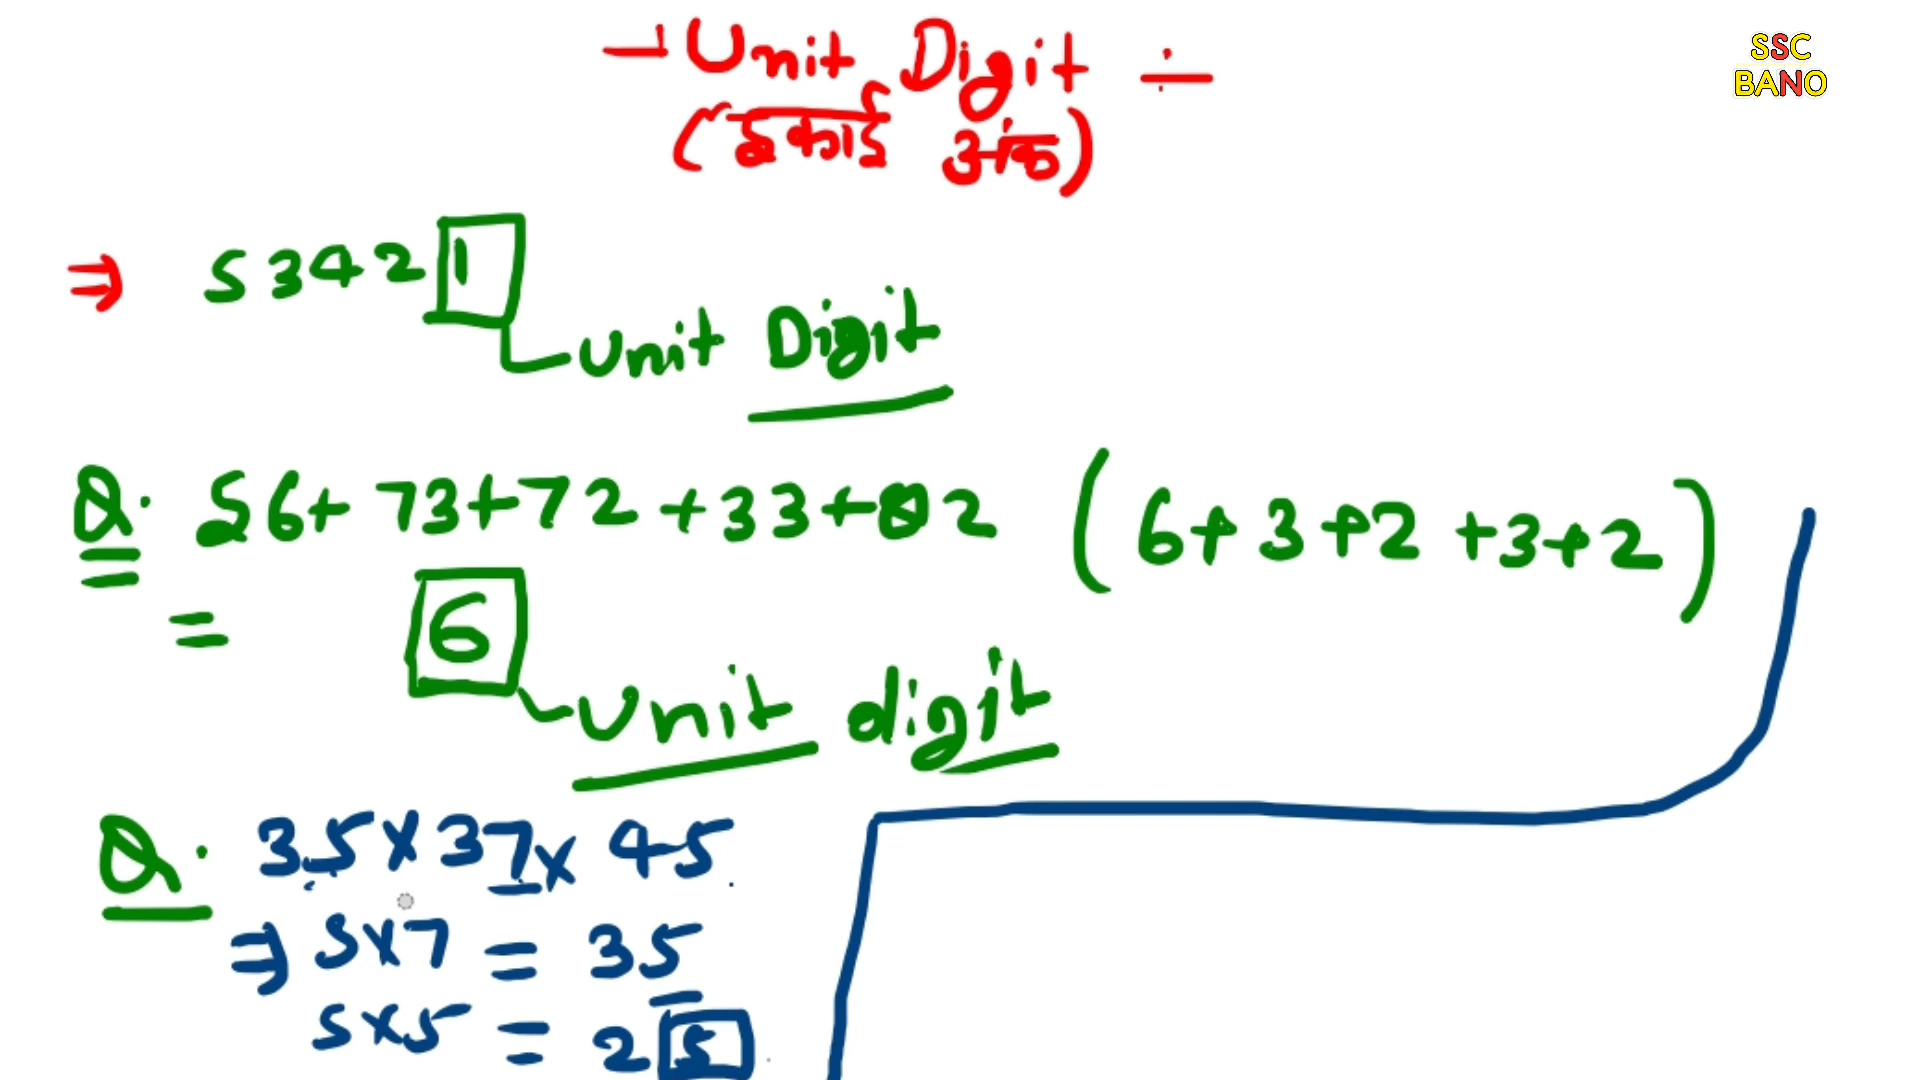 Unit Digit ÷
(इकाई अंक)
SSC
BANO
⇒ 53421
Unit Digit
Q. 56+73+72+33+82 (6+3+2+3+2)
= 6
Unit digit
Q. 35×37×45
⇒ 5×7 = 35
5×5 = 25